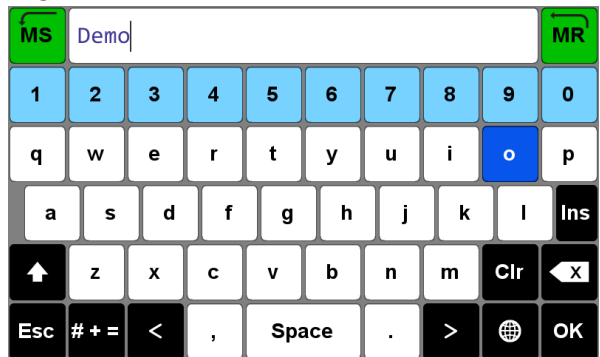 MS Demo MR
1 2 3 4 5 6 7 8 9 0
q w e r t y u i o p
a s d f g h j k l Ins
z x c v b n m Clr X
Esc # + = < , Space . > OK